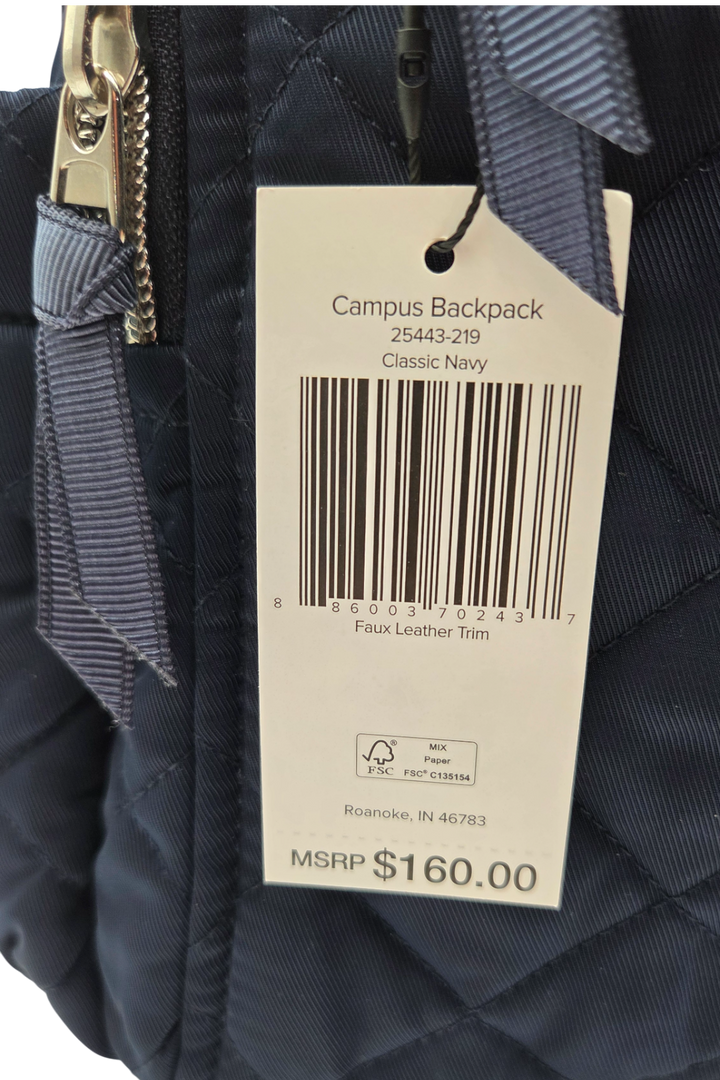 Campus Backpack
25443-219
Classic Navy
8 86003 70243 7
Faux Leather Trim
FSC®
MIX
Paper
FSC® C135154
Roanoke, IN 46783
MSRP $160.00